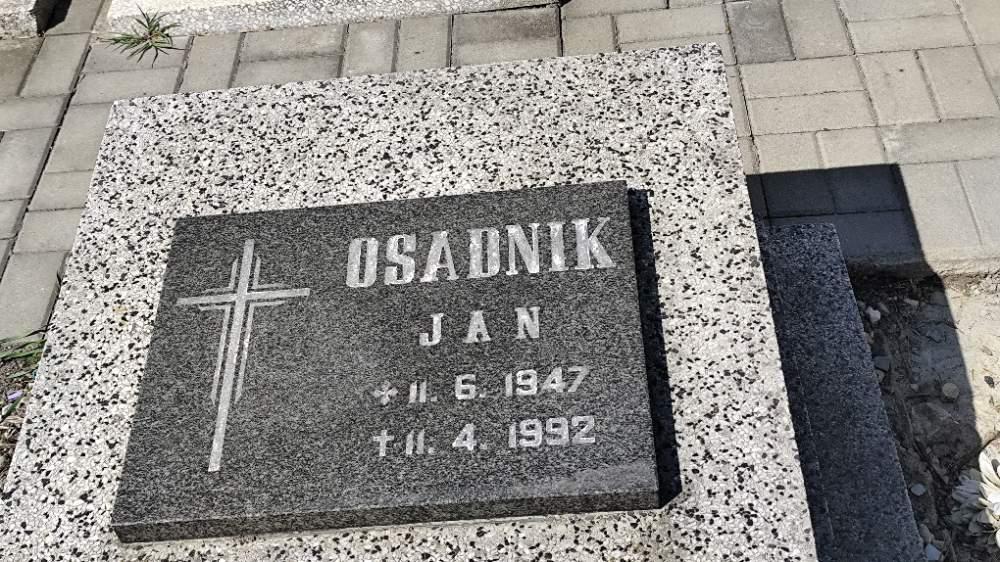 OSADNIK
JAN
* 11. 6. 1947
† 11. 4. 1992